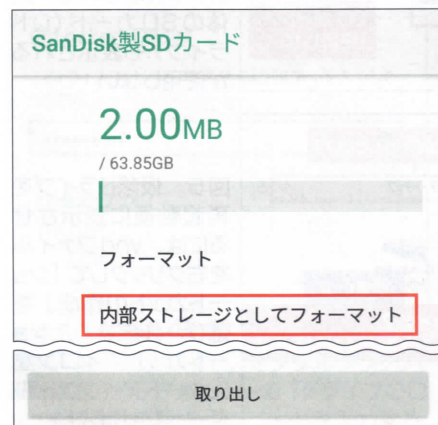 SanDisk製SDカード
2.00MB
/ 63.85GB
フォーマット
内部ストレージとしてフォーマット
取り出し